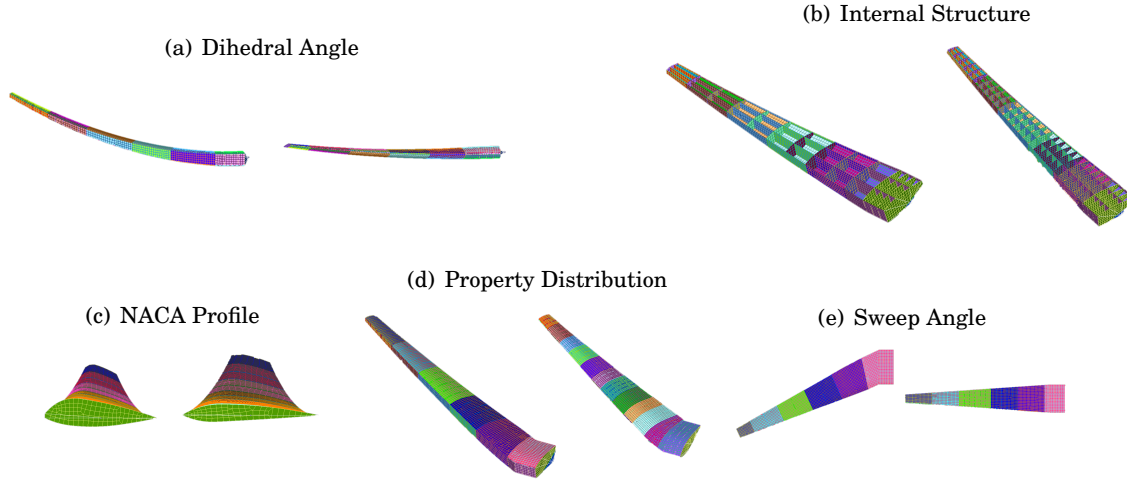 (a) Dihedral Angle
(b) Internal Structure
(c) NACA Profile
(d) Property Distribution
(e) Sweep Angle